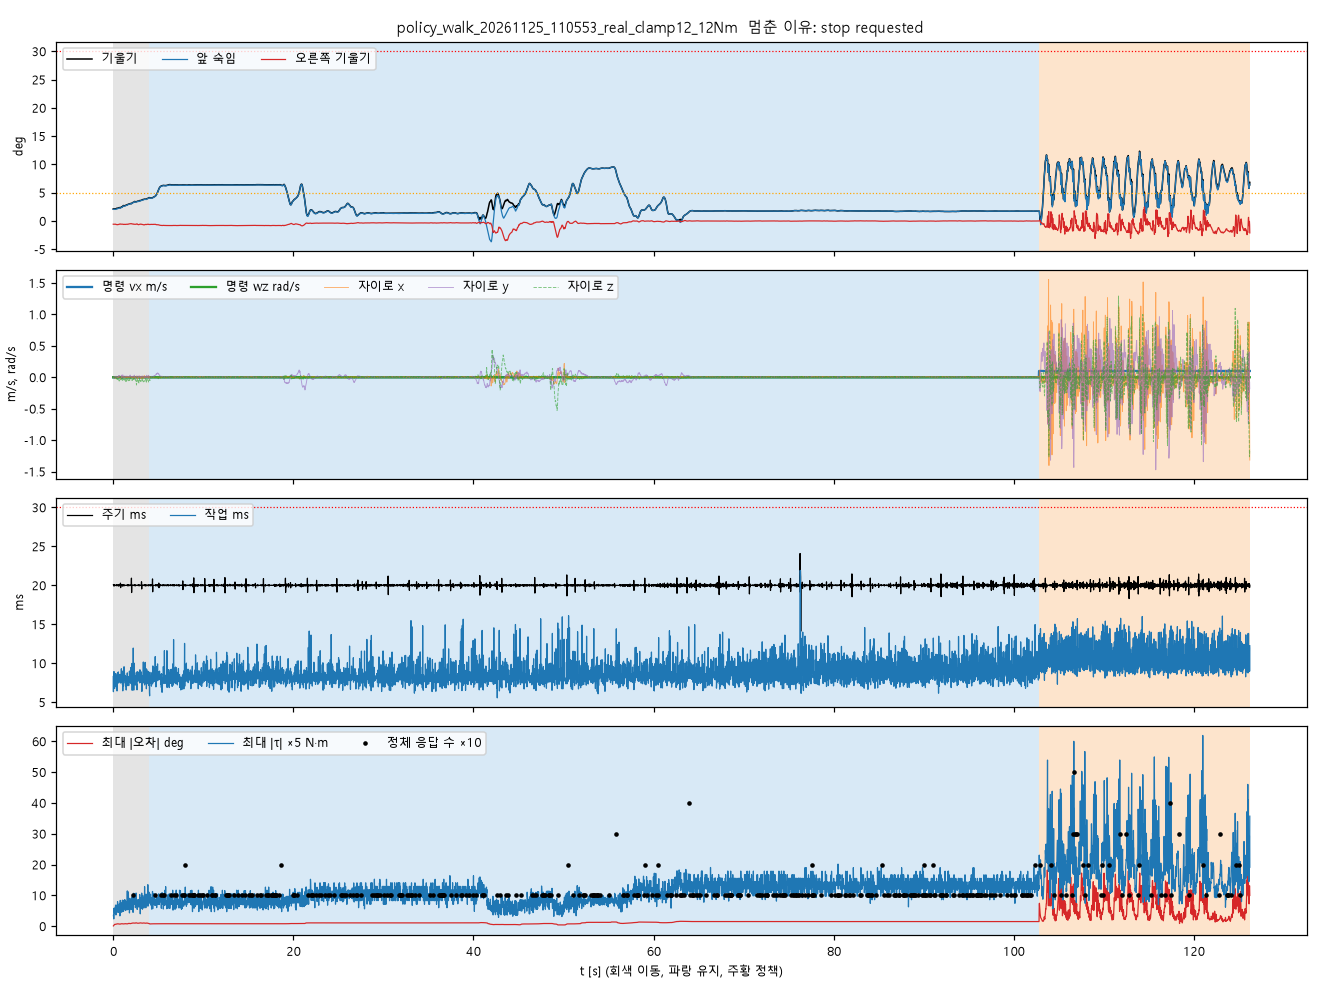 policy_walk_20261125_110553_real_clamp12_12Nm 멈춘 이유: stop requested
기울기 앞 숙임 오른쪽 기울기
30
25
20
15
10
5
0
-5
deg
명령 vx m/s 명령 wz rad/s 자이로 x 자이로 y 자이로 z
1.5
1.0
0.5
0.0
-0.5
-1.0
-1.5
m/s, rad/s
주기 ms 작업 ms
30
25
20
15
10
5
ms
최대 |오차| deg 최대 |τ| ×5 N·m 정체 응답 수 ×10
60
50
40
30
20
10
0
0 20 40 60 80 100 120
t [s] (회색 이동, 파랑 유지, 주황 정책)